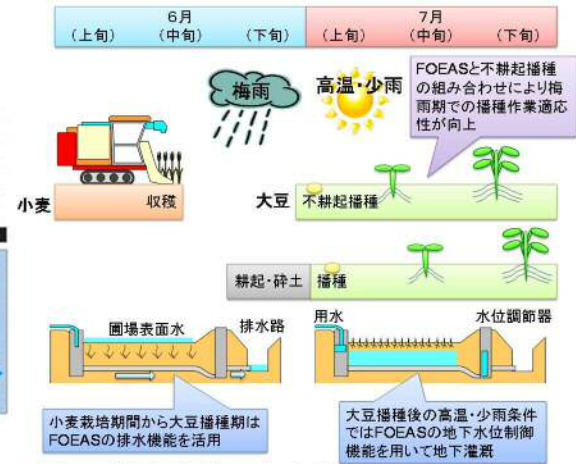 6月
7月
(上旬) (中旬) (下旬) (上旬) (中旬) (下旬)
梅雨
高温・少雨
FOEASと不耕起播種
の組み合わせにより梅
雨期での播種作業適応
性が向上
小麦
収穫
大豆
不耕起播種
耕起・砕土
播種
圃場表面水
排水路
用水
水位調節器
小麦栽培期間から大豆播種期は
FOEASの排水機能を活用
大豆播種後の高温・少雨条件
ではFOEASの地下水位制御
機能を用いて地下灌漑